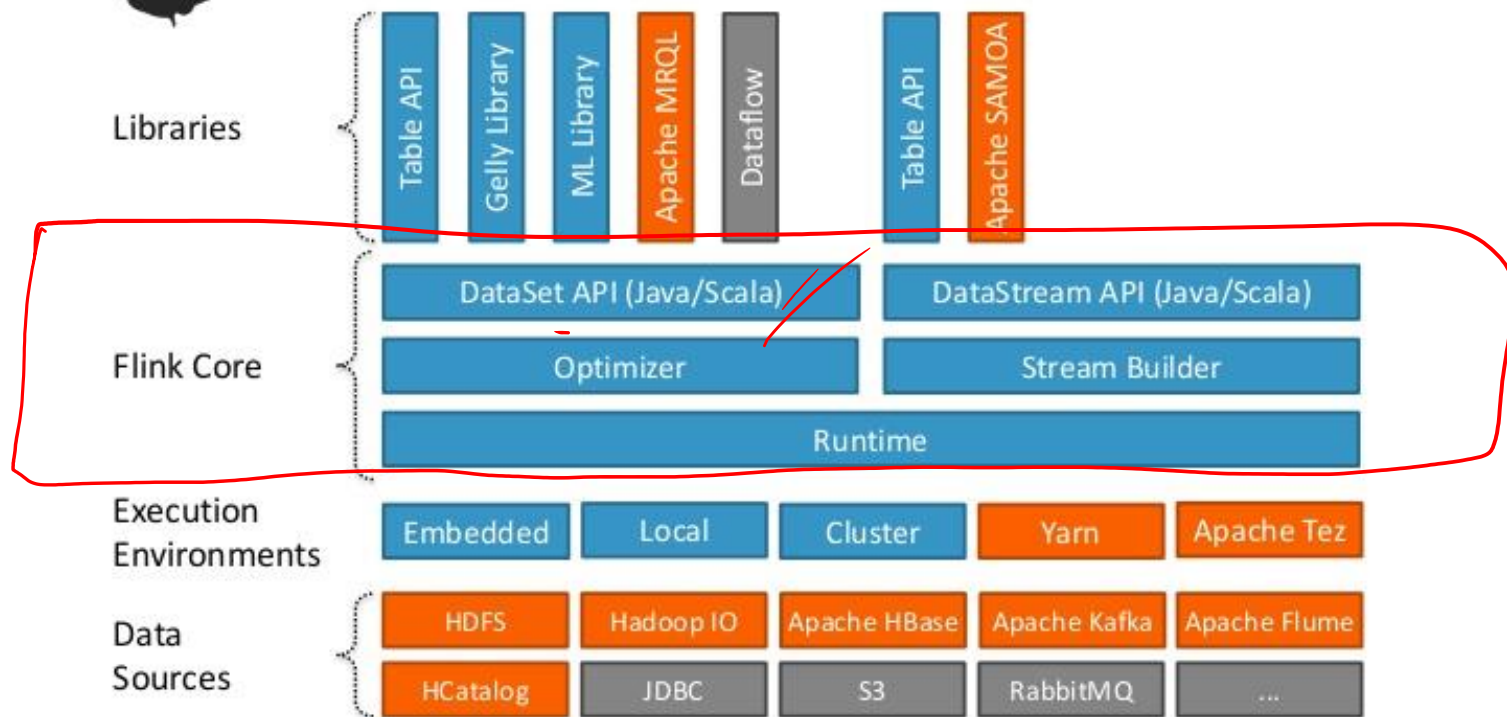 Libraries
Table API
Gelly Library
ML Library
Apache MRQL
Dataflow
Table API
Apache SAMOA
Flink Core
DataSet API (Java/Scala)
DataStream API (Java/Scala)
Optimizer
Stream Builder
Runtime
Execution
Environments
Embedded
Local
Cluster
Yarn
Apache Tez
Data
Sources
HDFS
Hadoop IO
Apache HBase
Apache Kafka
Apache Flume
HCatalog
JDBC
S3
RabbitMQ
...